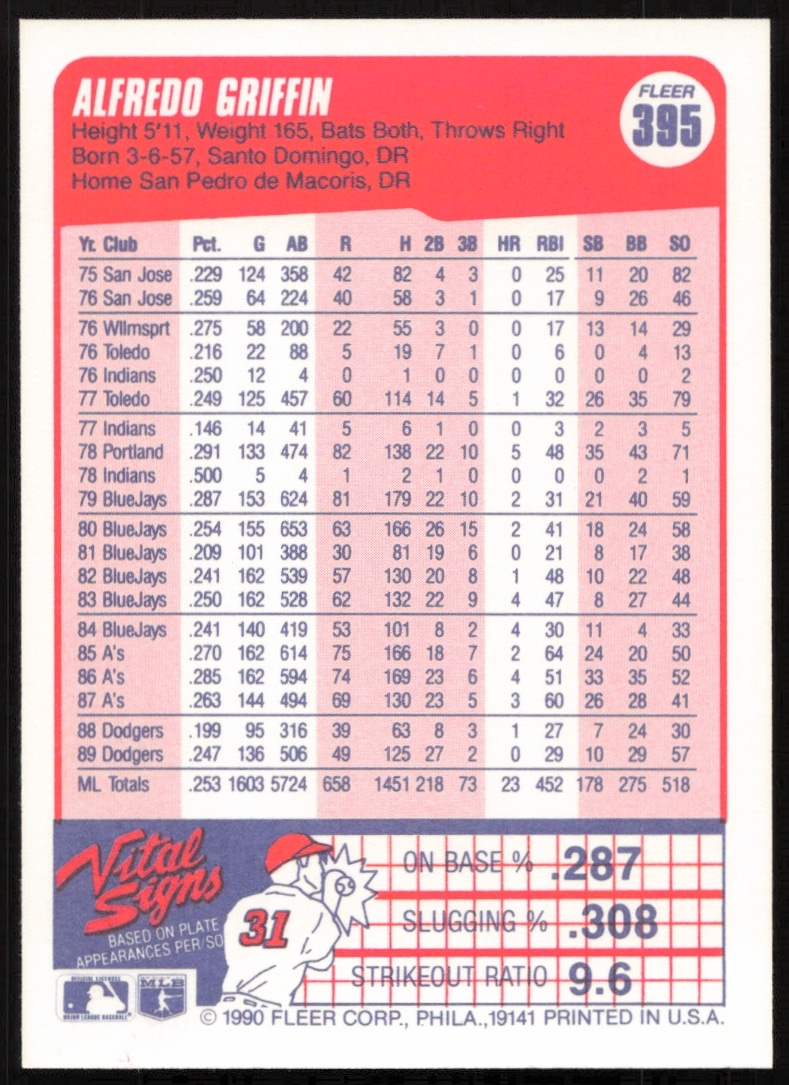 ALFREDO GRIFFIN
FLEER
395
Height 5'11, Weight 165, Bats Both, Throws Right
Born 3-6-57, Santo Domingo, DR
Home San Pedro de Macoris, DR
Yr. Club Pct. G AB R H 2B 3B HR RBI SB BB SO
75 San Jose .229 124 358 42 82 4 3 0 25 11 20 82
76 San Jose .259 64 224 40 58 3 1 0 17 9 26 46
76 Wllmsprt .275 58 200 22 55 3 0 0 17 13 14 29
76 Toledo .216 22 88 5 19 7 1 0 6 0 4 13
76 Indians .250 12 4 0 1 0 0 0 0 0 0 2
77 Toledo .249 125 457 60 114 14 5 1 32 26 35 79
77 Indians .146 14 41 5 6 1 0 0 3 2 3 5
78 Portland .291 133 474 82 138 22 10 5 48 35 43 71
78 Indians .500 5 4 1 2 1 0 0 0 0 2 1
79 BlueJays .287 153 624 81 179 22 10 2 31 21 40 59
80 BlueJays .254 155 653 63 166 26 15 2 41 18 24 58
81 BlueJays .209 101 388 30 81 19 6 0 21 8 17 38
82 BlueJays .241 162 539 57 130 20 8 1 48 10 22 48
83 BlueJays .250 162 528 62 132 22 9 4 47 8 27 44
84 BlueJays .241 140 419 53 101 8 2 4 30 11 4 33
85 A's .270 162 614 75 166 18 7 2 64 24 20 50
86 A's .285 162 594 74 169 23 6 4 51 33 35 52
87 A's .263 144 494 69 130 23 5 3 60 26 28 41
88 Dodgers .199 95 316 39 63 8 3 1 27 7 24 30
89 Dodgers .247 136 506 49 125 27 2 0 29 10 29 57
ML Totals .253 1603 5724 658 1451 218 73 23 452 178 275 518
Vital
Signs
BASED ON PLATE
APPEARANCES PER/SO
31
ON BASE % .287
SLUGGING % .308
STRIKEOUT RATIO 9.6
OFFICIAL LICENSEE
MAJOR LEAGUE BASEBALL
MLB
© 1990 FLEER CORP., PHILA.,19141 PRINTED IN U.S.A.